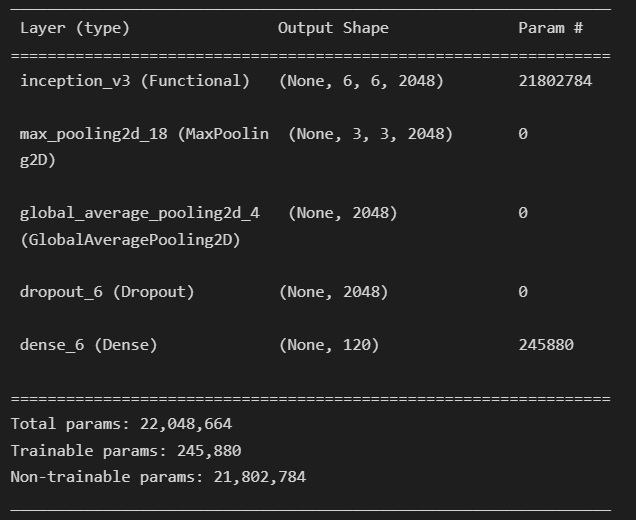 Layer (type) Output Shape Param #
=================================================================
inception_v3 (Functional) (None, 6, 6, 2048) 21802784
max_pooling2d_18 (MaxPoolin (None, 3, 3, 2048) 0
g2D)
global_average_pooling2d_4 (None, 2048) 0
(GlobalAveragePooling2D)
dropout_6 (Dropout) (None, 2048) 0
dense_6 (Dense) (None, 120) 245880
=================================================================
Total params: 22,048,664
Trainable params: 245,880
Non-trainable params: 21,802,784